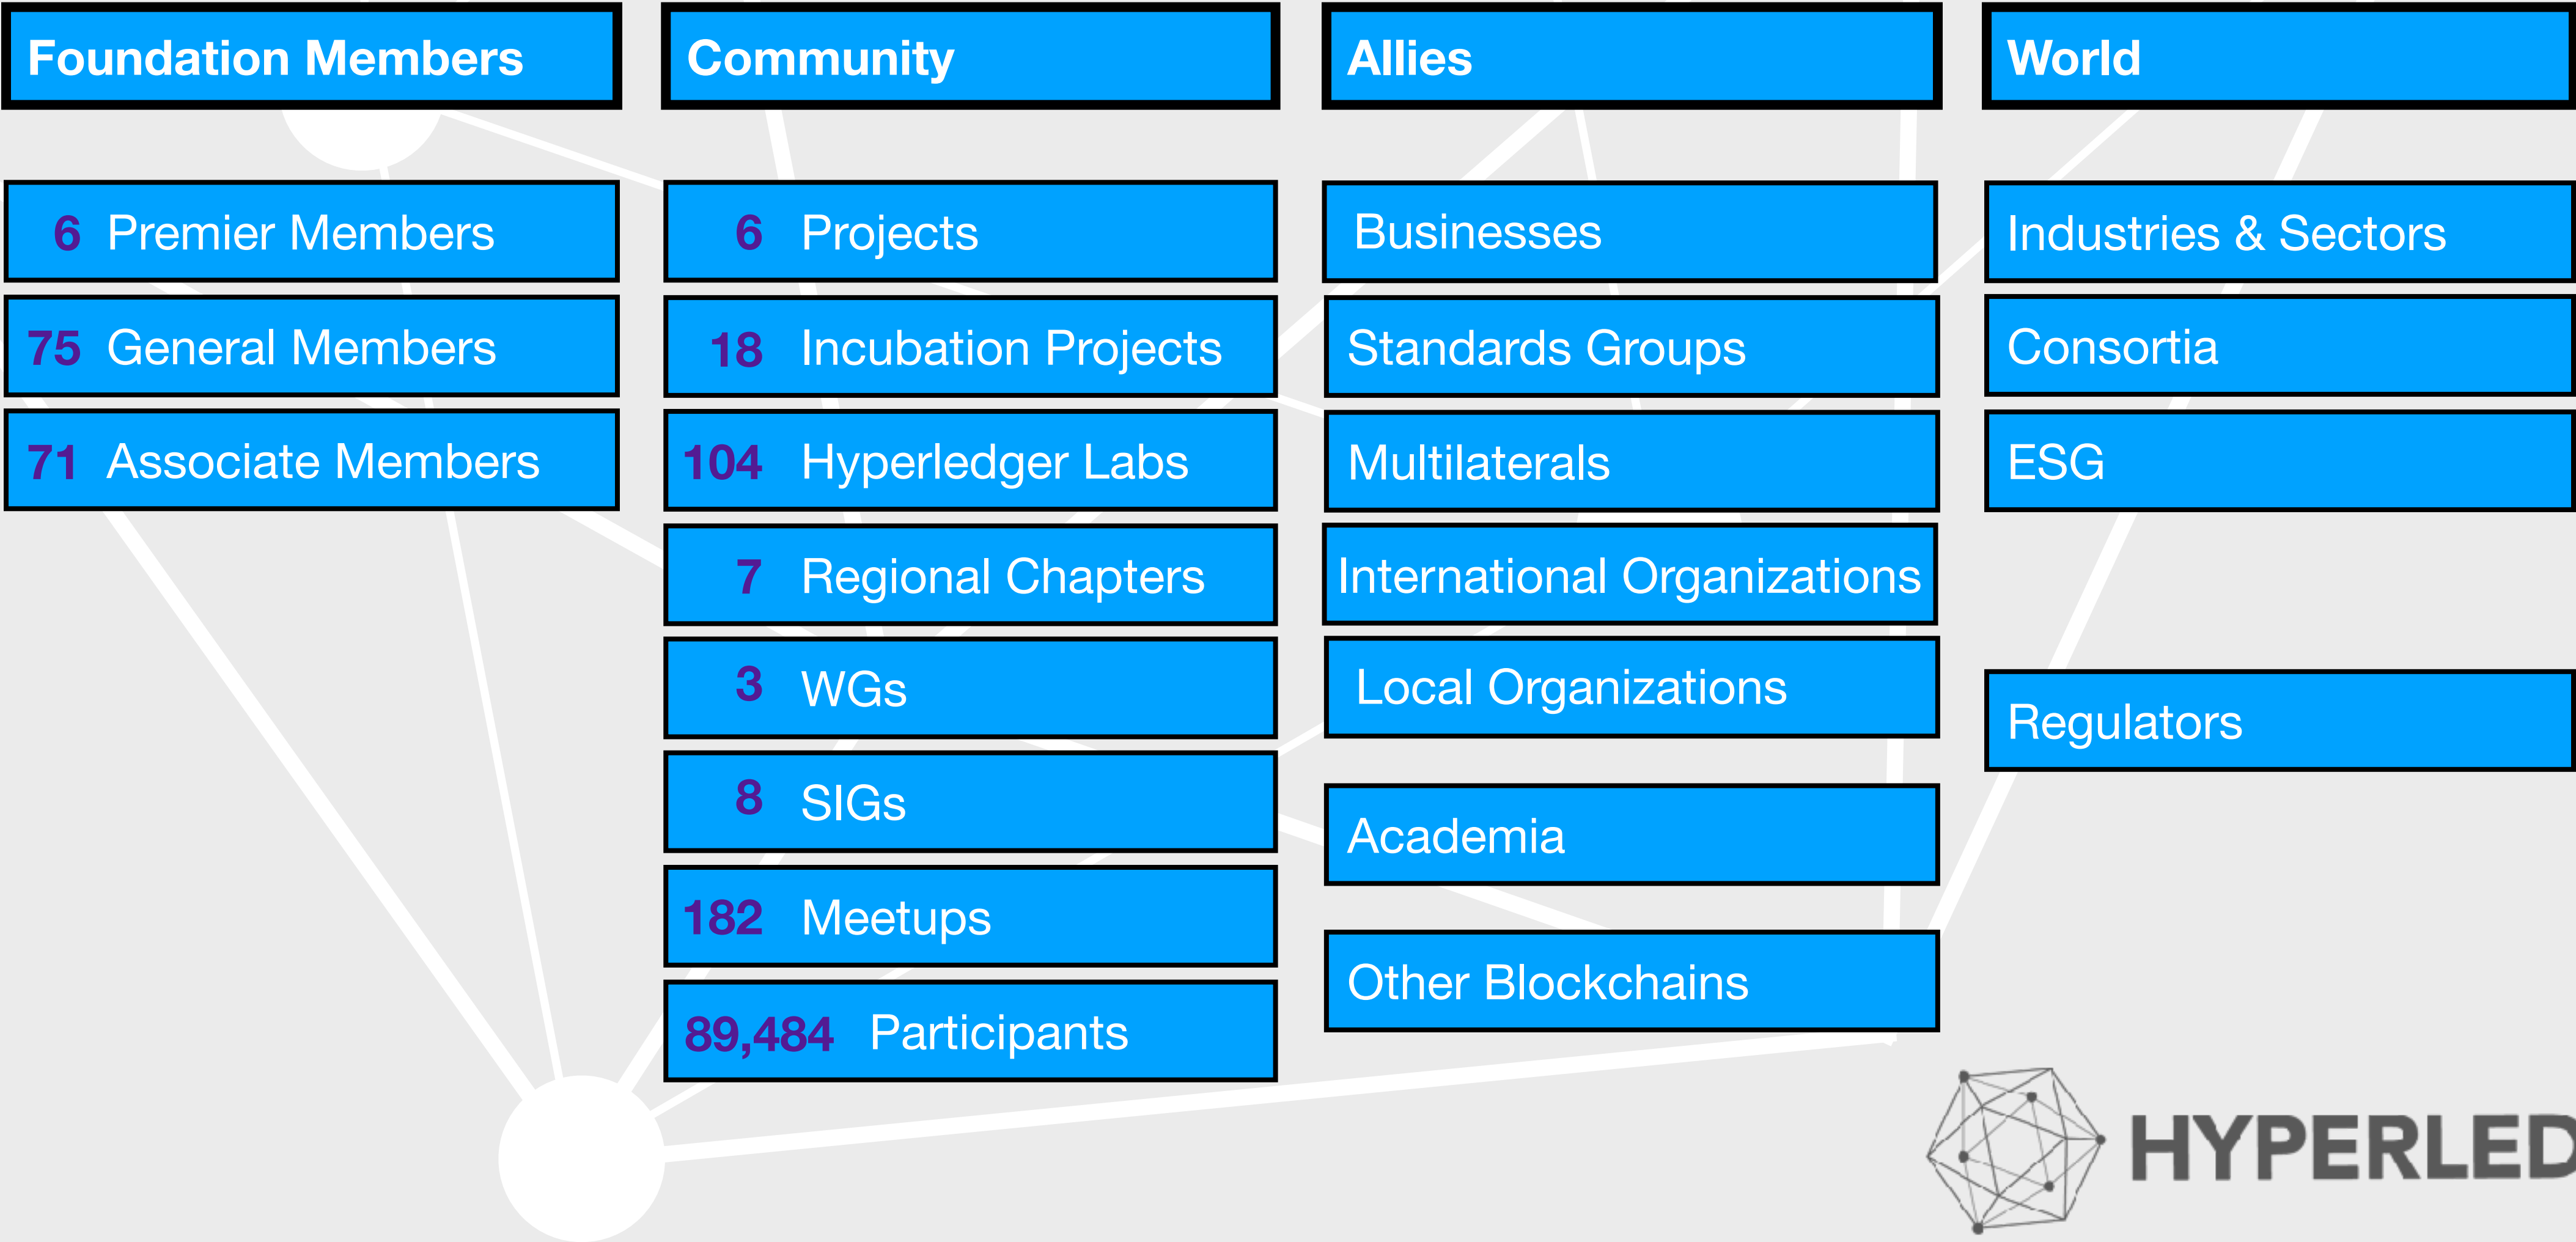 Foundation Members
6 Premier Members
75 General Members
71 Associate Members
Community
6 Projects
18 Incubation Projects
104 Hyperledger Labs
7 Regional Chapters
3 WGs
8 SIGs
182 Meetups
89,484 Participants
Allies
Businesses
Standards Groups
Multilaterals
International Organizations
Local Organizations
Academia
Other Blockchains
World
Industries & Sectors
Consortia
ESG
Regulators
HYPERLED